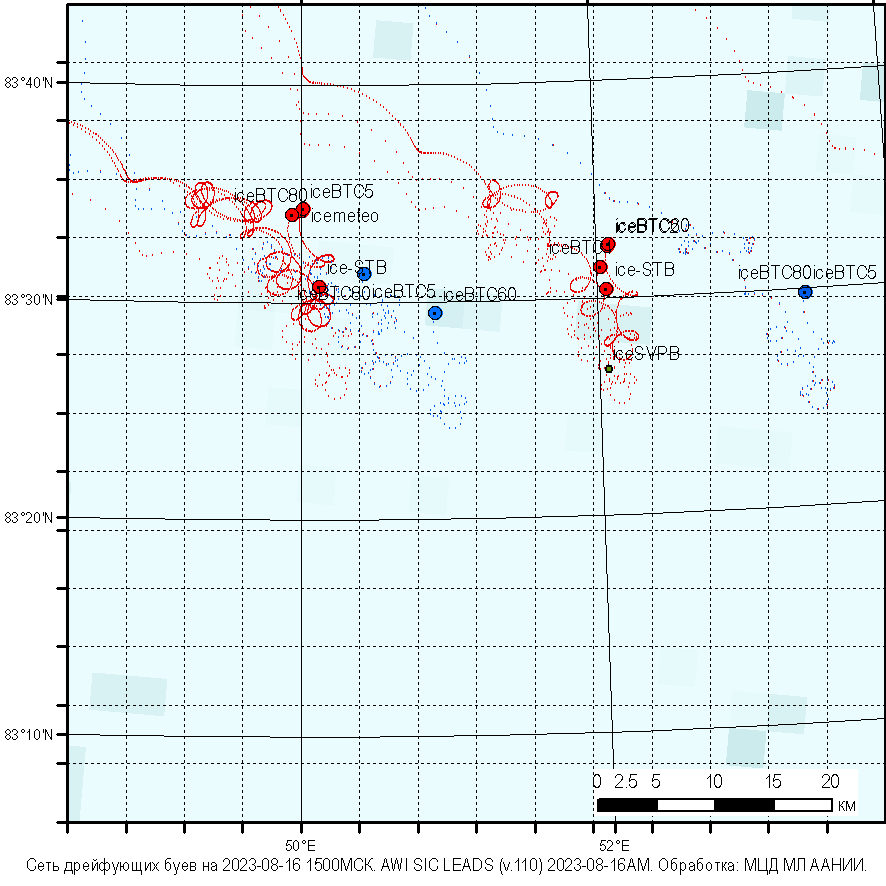 83°40'N
iceBTC80 iceBTC5
icemeteo
iceBTC
ice-STB
ice-STB
iceBTC80 iceBTC5
83°30'N
iceBTC80 iceBTC5
iceBTC60
iceSVPB
83°20'N
83°10'N
0 2.5 5 10 15 20
км
50°E 52°E
Сеть дрейфующих буев на 2023-08-16 1500МСК. AWI SIC LEADS (v.110) 2023-08-16AM. Обработка: МЦД МЛ ААНИИ.